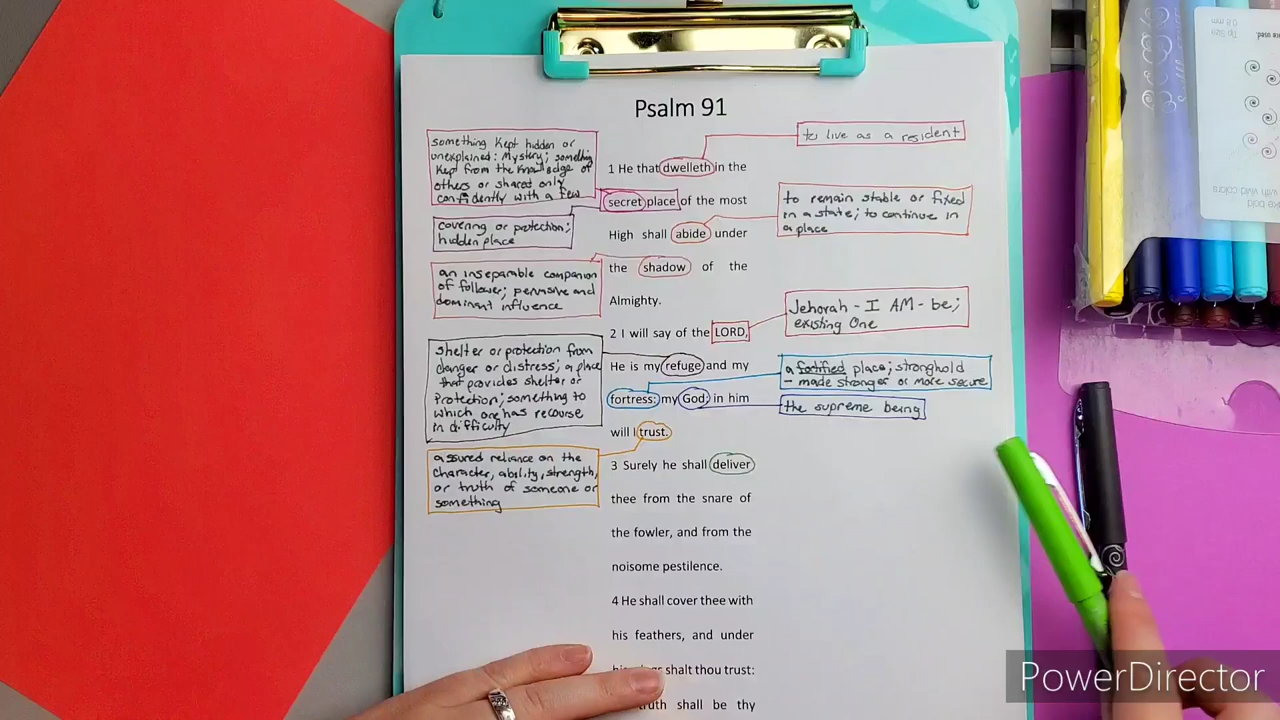 Psalm 91
something kept hidden or
unexplained: Mystery; something
kept from the knowledge of
others or shared only
confidently with a few
covering or protection;
hidden place
an inseparable companion
of follower; pervasive and
dominant influence
shelter or protection from
danger or distress; a place
that provides shelter or
protection; something to
which one has recourse
in difficulty
assured reliance on the
character, ability, strength,
or truth of someone or
something
1 He that dwelleth in the
secret place of the most
High shall abide under
the shadow of the
Almighty.
2 I will say of the LORD,
He is my refuge and my
fortress: my God; in him
will I trust.
3 Surely he shall deliver
thee from the snare of
the fowler, and from the
noisome pestilence.
4 He shall cover thee with
his feathers, and under
shalt thou trust:
truth shall be thy
to live as a resident
to remain stable or fixed
in a state; to continue in
a place
Jehovah - I AM - be;
existing One
a fortified place; stronghold
- made stronger or more secure
the supreme being
Tip Size
0.8 mm
with vivid colors
PowerDirector